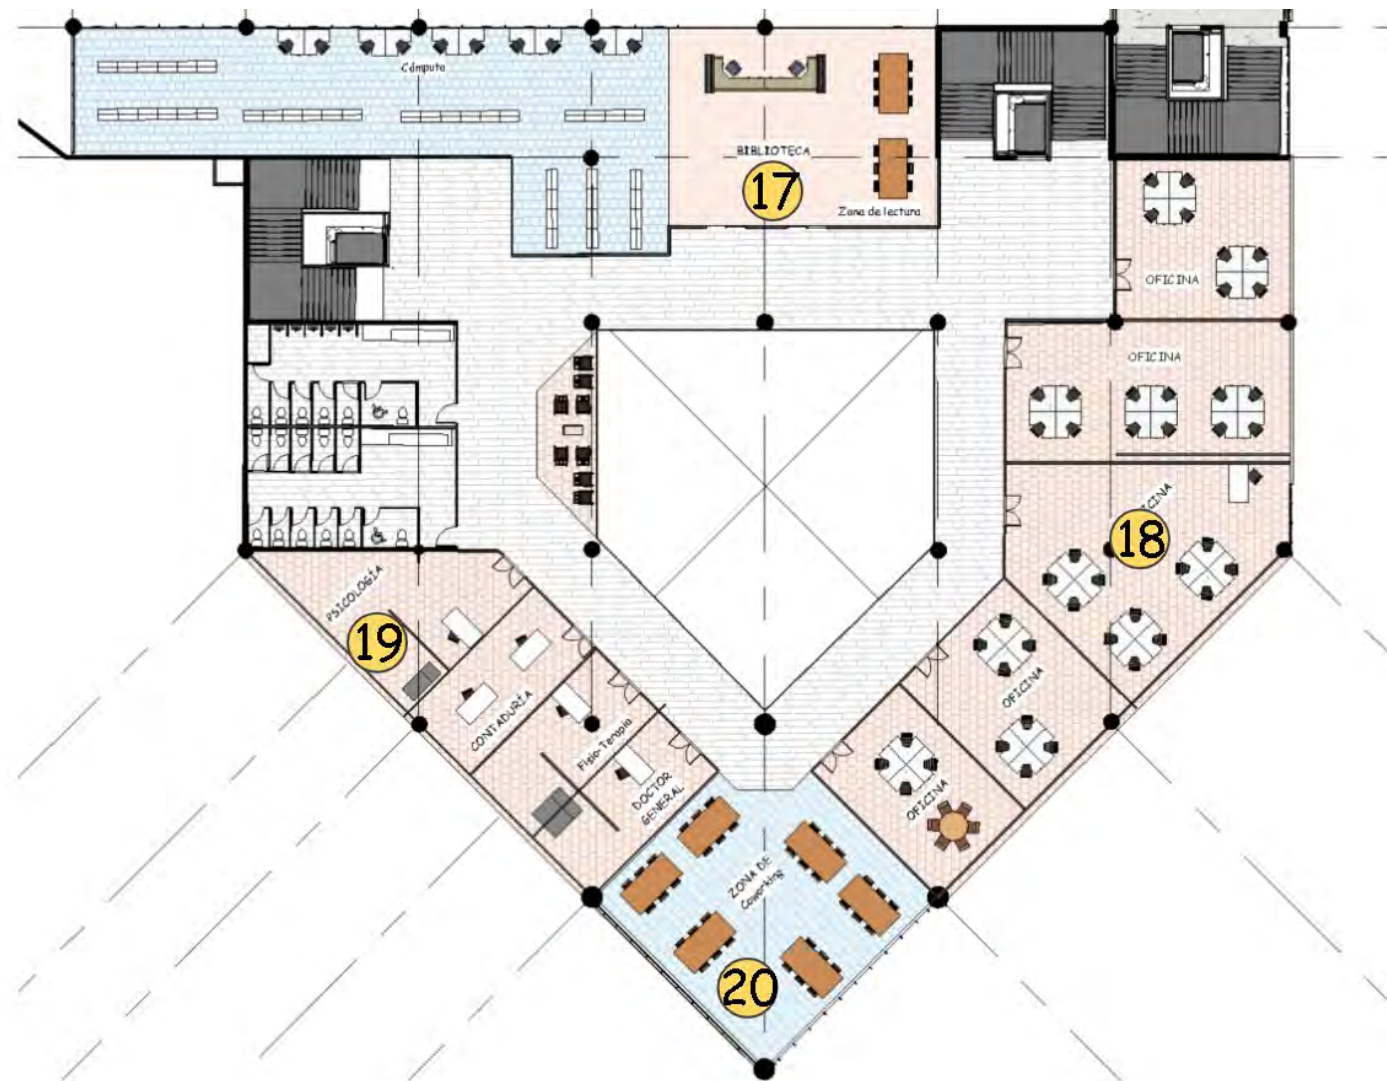 Cómputo
BIBLIOTECA
17
Zona de lectura
OFICINA
OFICINA
18
PSICOLOGÍA
19
CONTADURÍA
Fisio-Terapia
DOCTOR
GENERAL
OFICINA
OFICINA
ZONA DE
Coworking
20